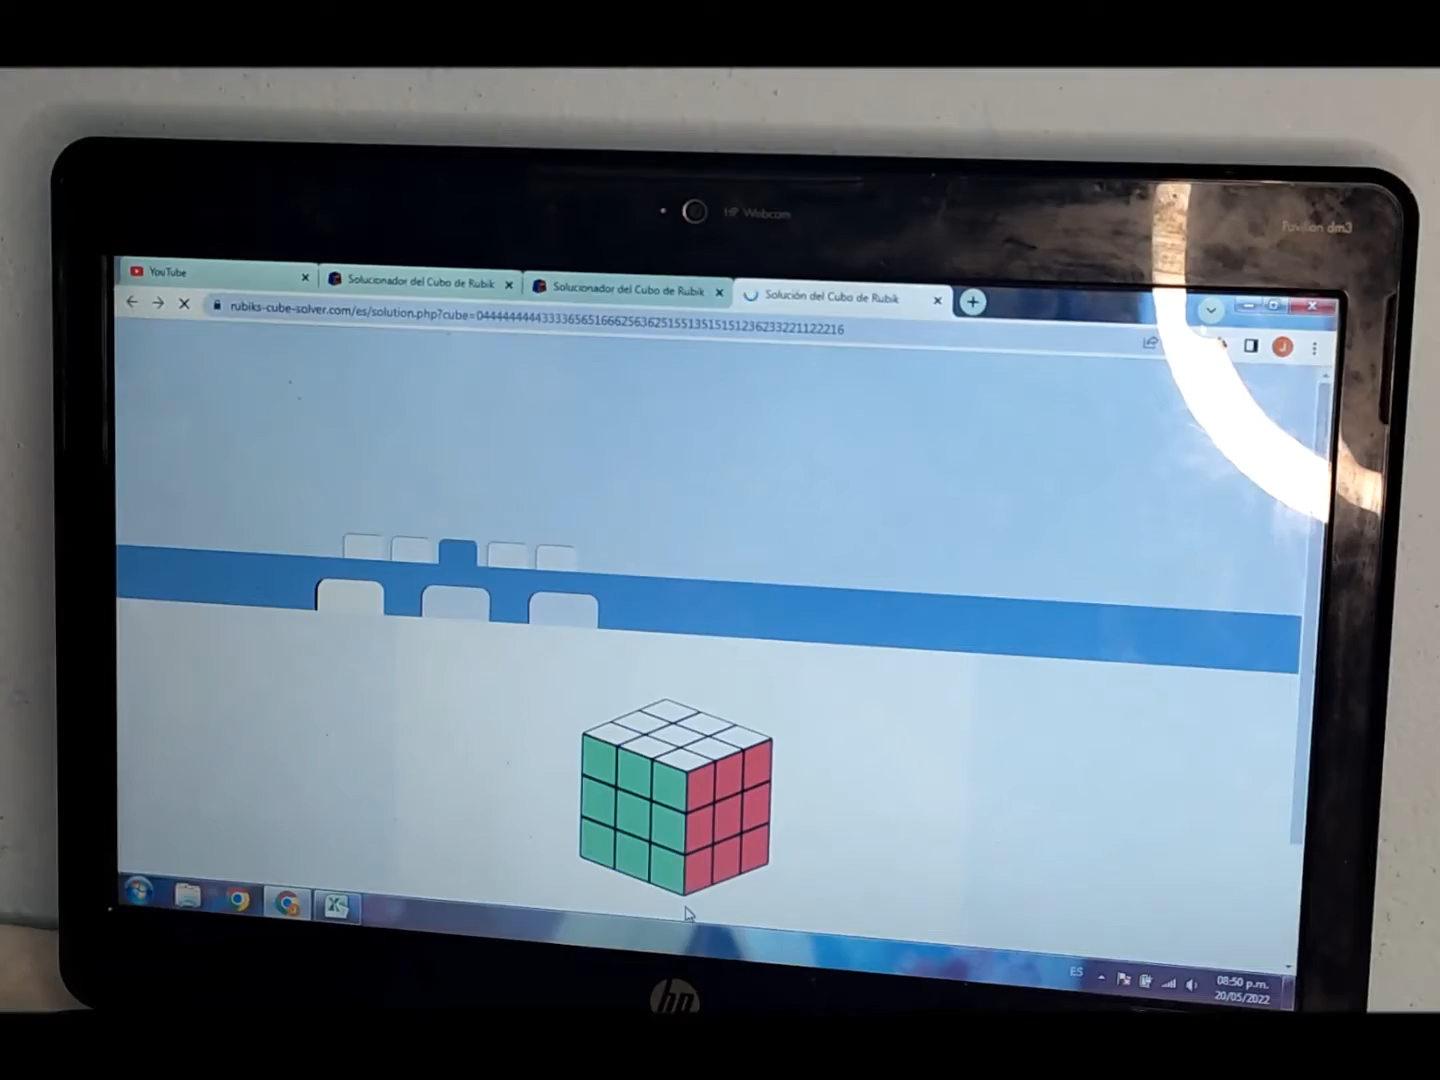 HP Webcam
Pavilion dm3
YouTube
Solucionador del Cubo de Rubik
Solucionador del Cubo de Rubik
Solución del Cubo de Rubik
rubiks-cube-solver.com/es/solution.php?cube=0444444444333365651666256362515513515151236233221122216
J
ES
08:50 p.m.
20/05/2022
hp